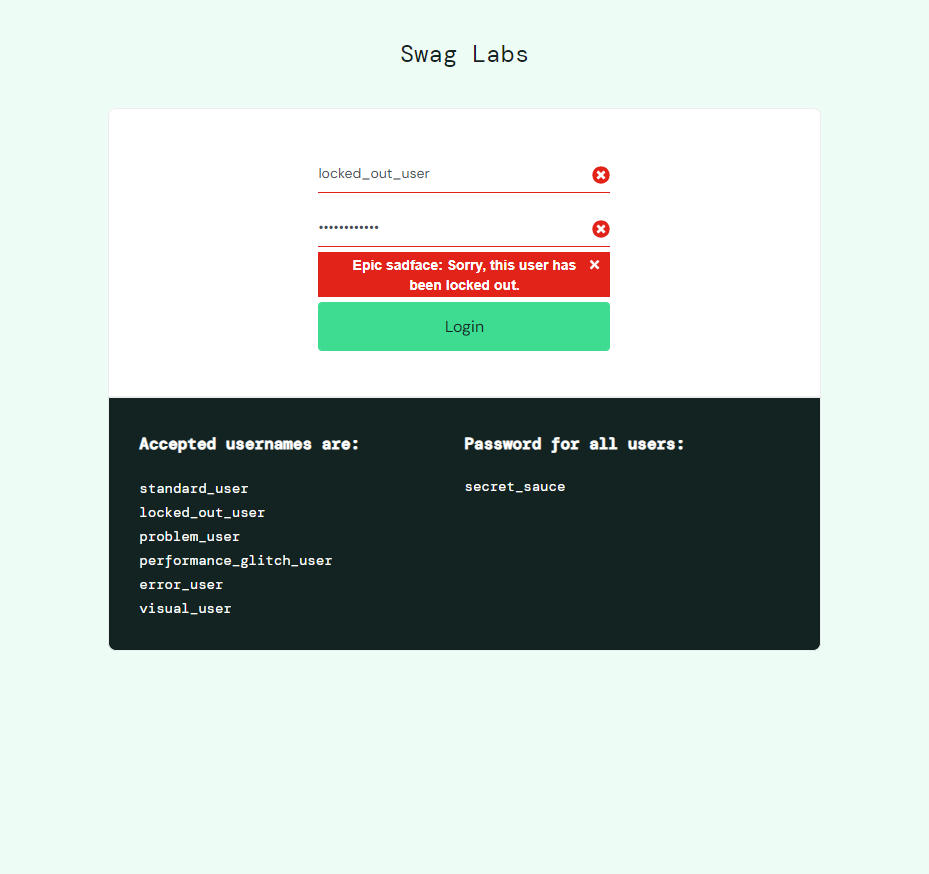 Swag Labs
locked_out_user
••••••••••••
Epic sadface: Sorry, this user has
been locked out.
Login
Accepted usernames are:
Password for all users:
standard_user
secret_sauce
locked_out_user
problem_user
performance_glitch_user
error_user
visual_user